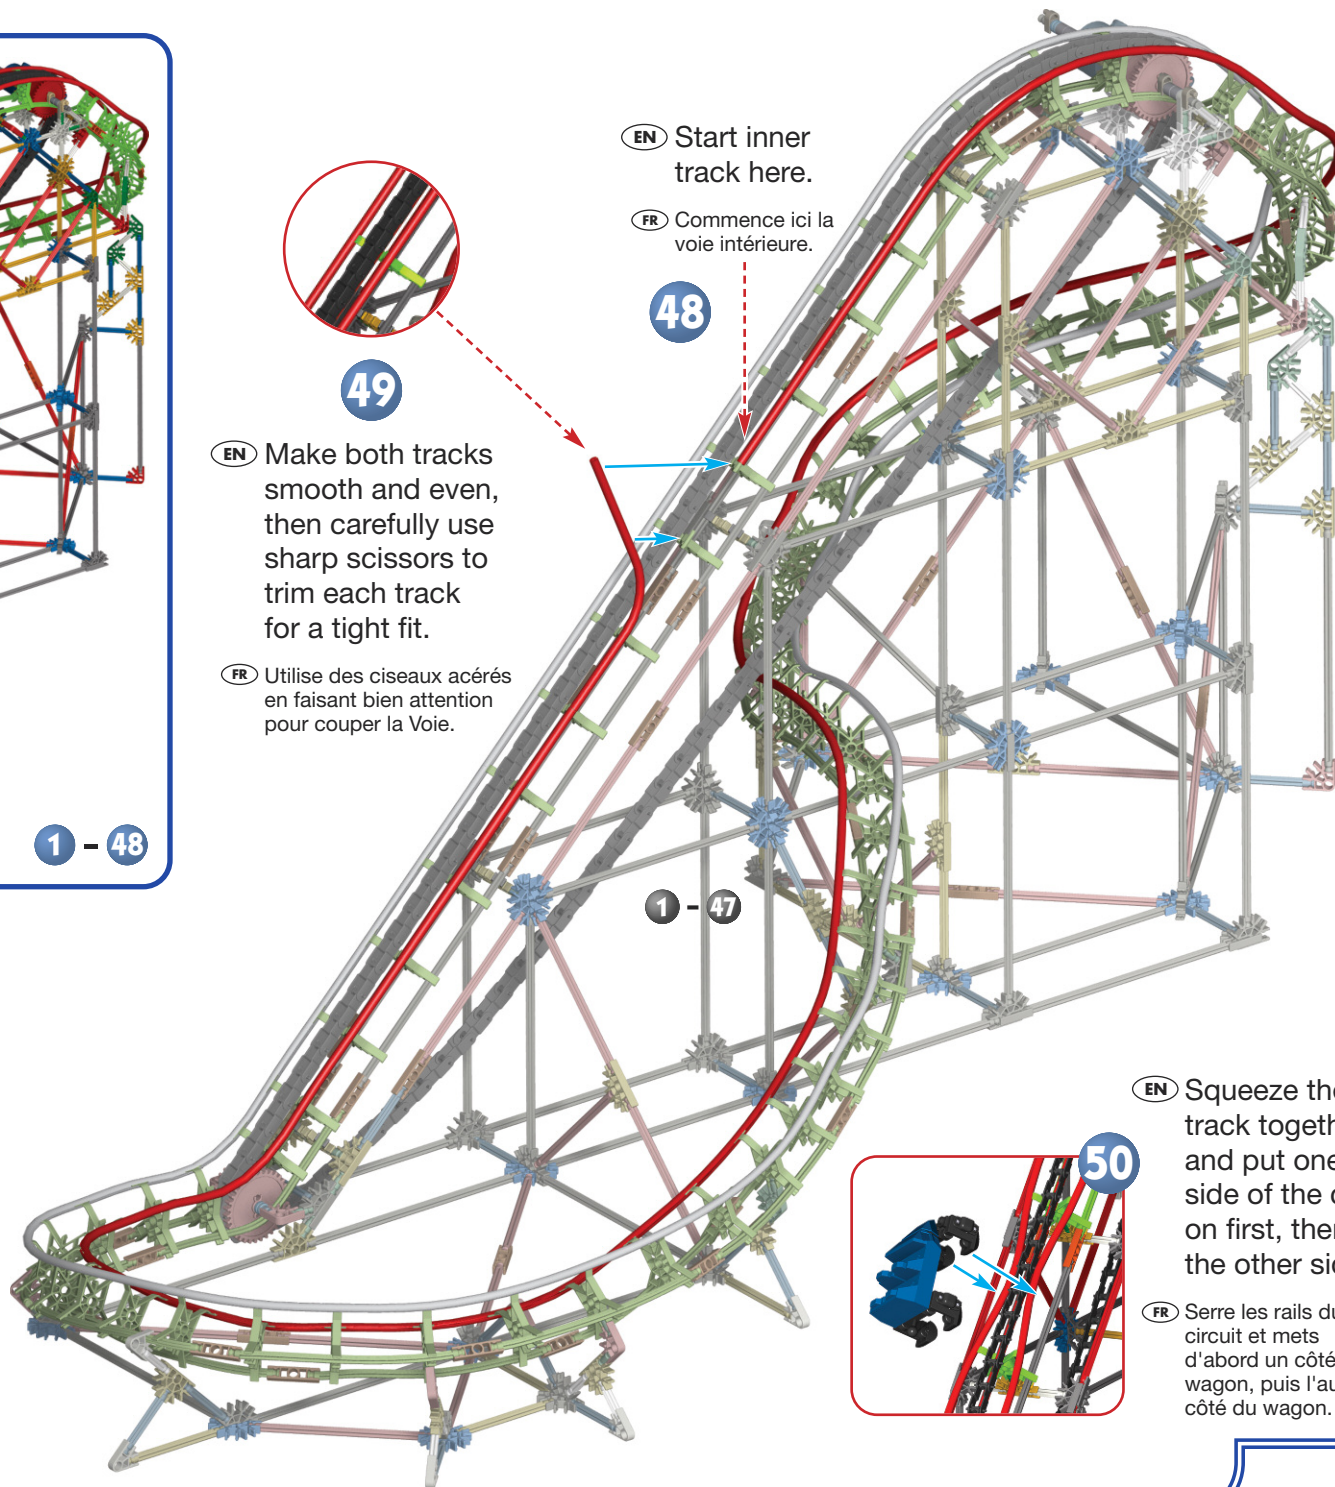 EN Start inner
track here.
FR Commence ici la
voie intérieure.
48
49
EN Make both tracks
smooth and even,
then carefully use
sharp scissors to
trim each track
for a tight fit.
FR Utilise des ciseaux acérés
en faisant bien attention
pour couper la Voie.
1 - 48
1 - 47
50
EN Squeeze the
track togeth
and put one
side of the
on first, then
the other si
FR Serre les rails du
circuit et mets
d'abord un côté
wagon, puis l'au
côté du wagon.